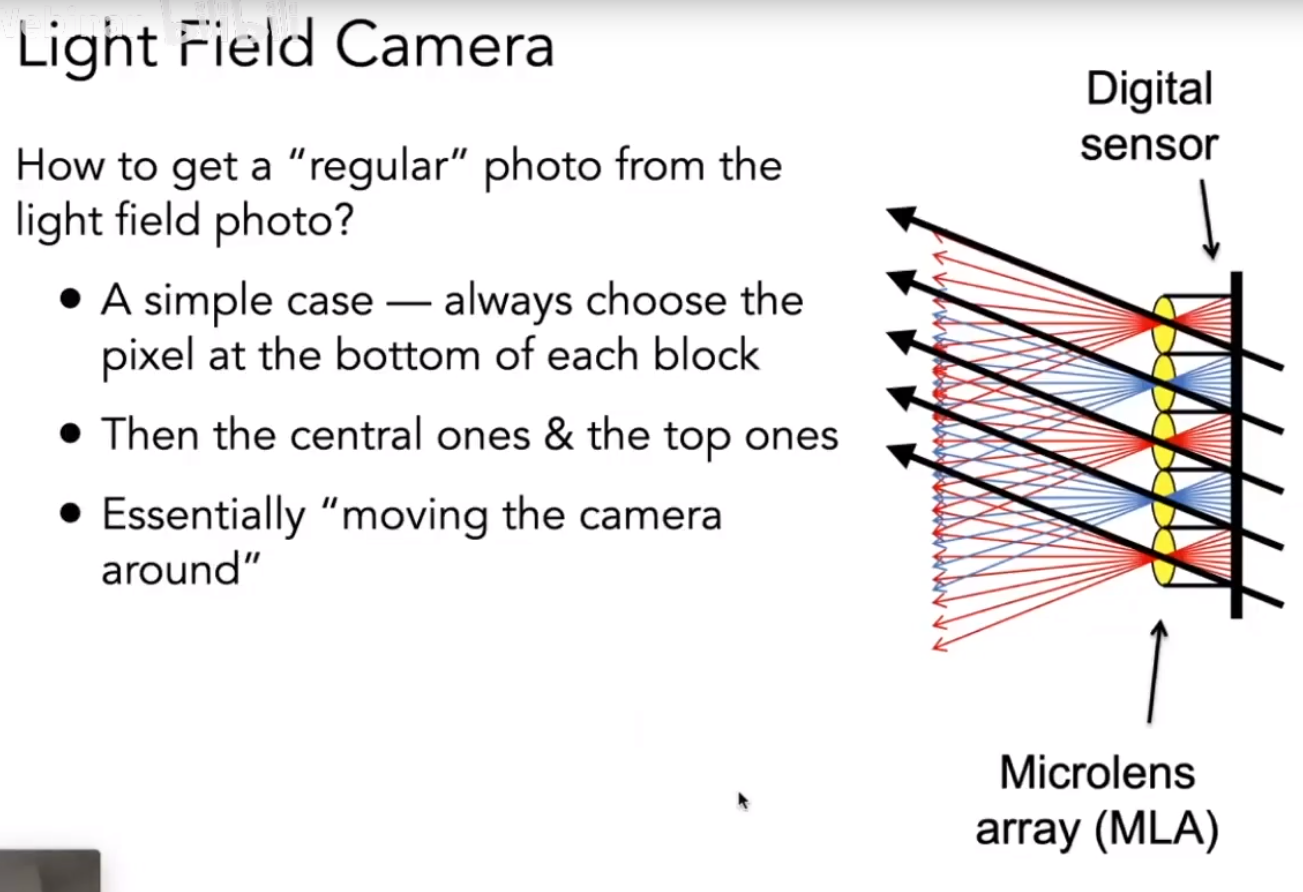 Light Field Camera
How to get a “regular” photo from the
light field photo?
● A simple case — always choose the
pixel at the bottom of each block
● Then the central ones & the top ones
● Essentially “moving the camera
around”
Digital
sensor
Microlens
array (MLA)